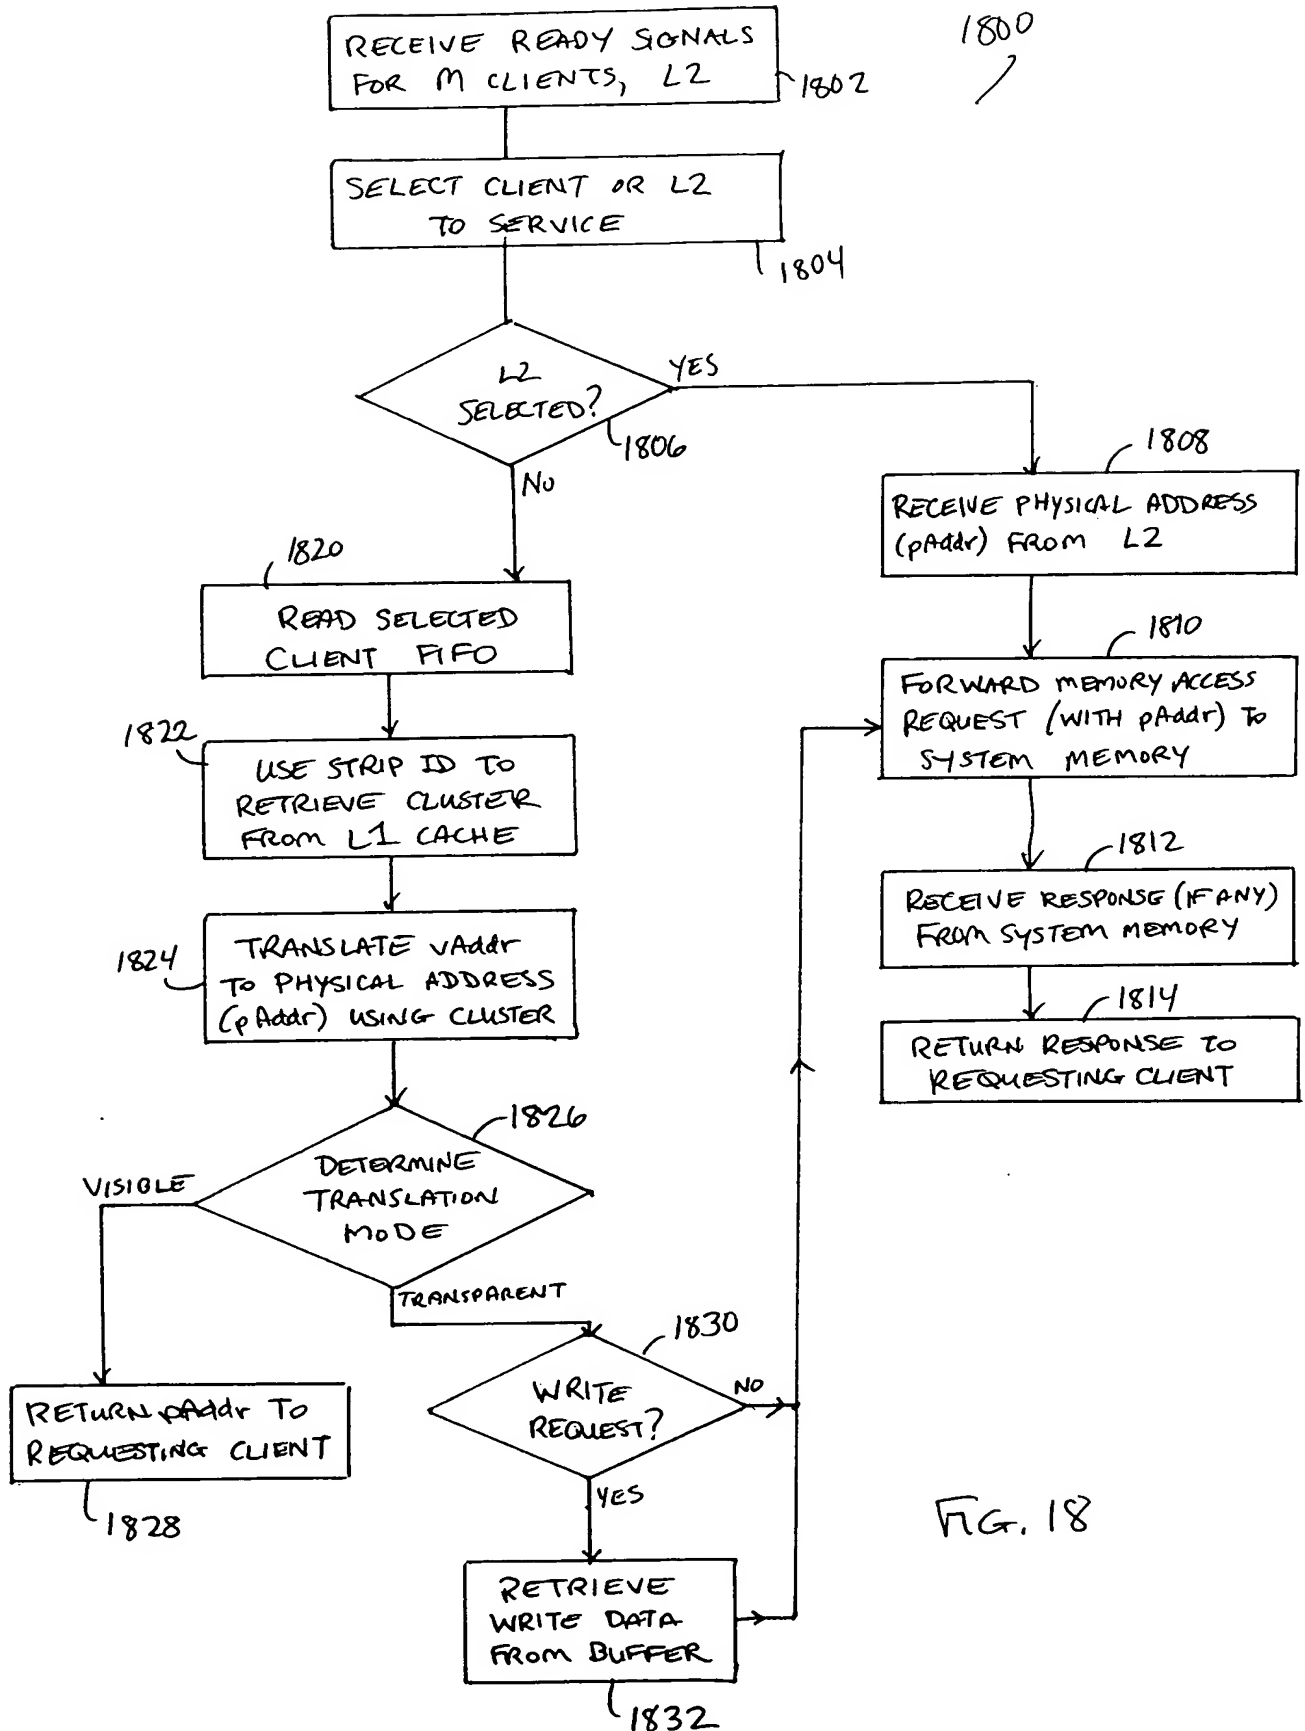 1800
RECEIVE READY SIGNALS
FOR M CLIENTS, L2
1802
SELECT CLIENT OR L2
TO SERVICE
1804
L2
SELECTED?
1806
YES
NO
1808
RECEIVE PHYSICAL ADDRESS
(pAddr) FROM L2
1810
FORWARD MEMORY ACCESS
REQUEST (WITH pAddr) TO
SYSTEM MEMORY
1812
RECEIVE RESPONSE (IF ANY)
FROM SYSTEM MEMORY
1814
RETURN RESPONSE TO
REQUESTING CLIENT
1820
READ SELECTED
CLIENT FIFO
1822
USE STRIP ID TO
RETRIEVE CLUSTER
FROM L1 CACHE
1824
TRANSLATE vAddr
TO PHYSICAL ADDRESS
(pAddr) USING CLUSTER
1826
DETERMINE
TRANSLATION
MODE
VISIBLE
TRANSPARENT
RETURN pAddr TO
REQUESTING CLIENT
1828
1830
WRITE
REQUEST?
NO
YES
RETRIEVE
WRITE DATA
FROM BUFFER
1832
FIG. 18